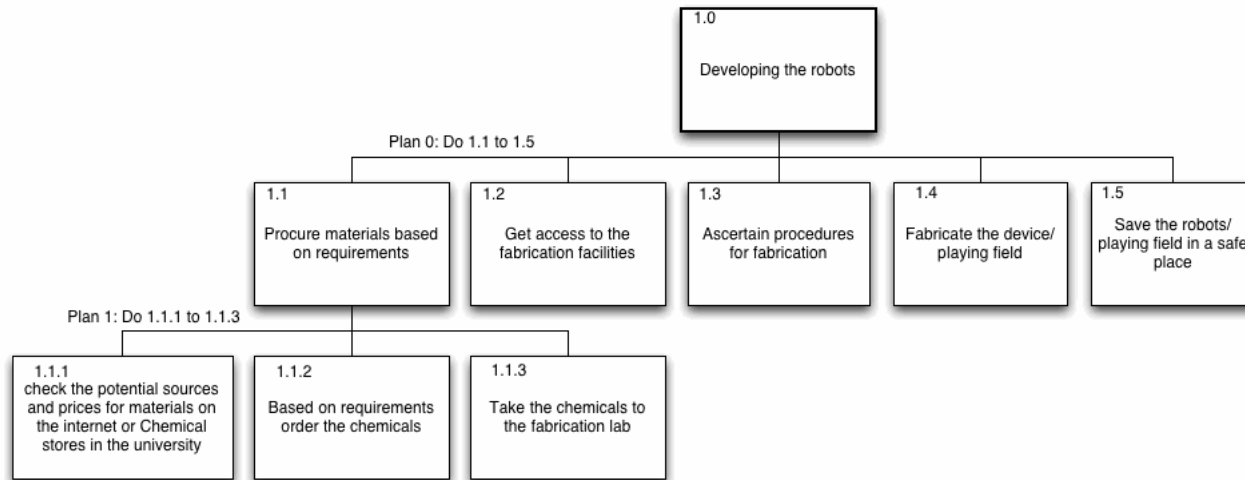 1.0
Developing the robots
Plan 0: Do 1.1 to 1.5
1.1
Procure materials based
on requirements
1.2
Get access to the
fabrication facilities
1.3
Ascertain procedures
for fabrication
1.4
Fabricate the device/
playing field
1.5
Save the robots/
playing field in a safe
place
Plan 1: Do 1.1.1 to 1.1.3
1.1.1
check the potential sources
and prices for materials on
the internet or Chemical
stores in the university
1.1.2
Based on requirements
order the chemicals
1.1.3
Take the chemicals to
the fabrication lab